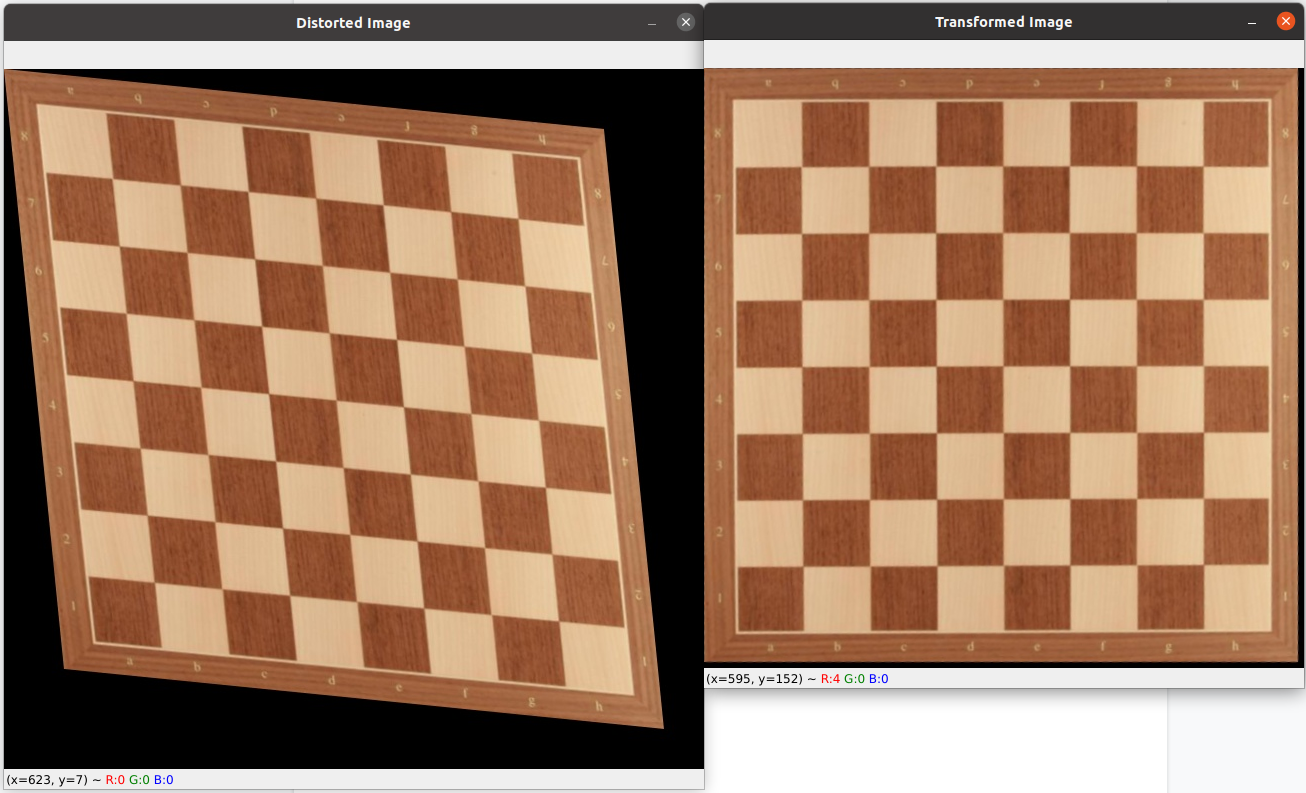 Distorted Image
a b c d e f g h
8 8
7 7
6 6
5 5
4 4
3 3
2 2
1 1
a b c d e f g h
(x=623, y=7) ~ R:0 G:0 B:0
Transformed Image
a b c d e f g h
8 8
7 7
6 6
5 5
4 4
3 3
2 2
1 1
a b c d e f g h
(x=595, y=152) ~ R:4 G:0 B:0